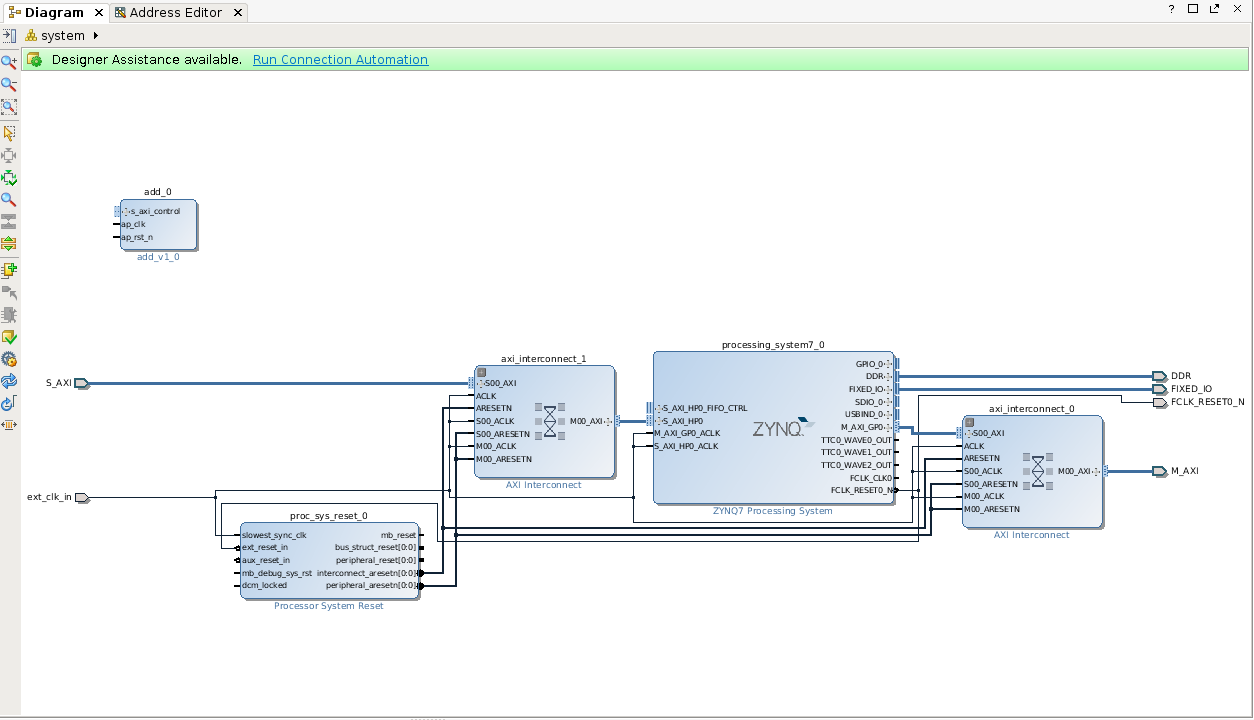 Diagram × Address Editor ×
?
system
Designer Assistance available. Run Connection Automation
add_0
s_axi_control
ap_clk
ap_rst_n
add_v1_0
S_AXI
ext_clk_in
proc_sys_reset_0
slowest_sync_clk
ext_reset_in
aux_reset_in
mb_debug_sys_rst
dcm_locked
mb_reset
bus_struct_reset[0:0]
peripheral_reset[0:0]
interconnect_aresetn[0:0]
peripheral_aresetn[0:0]
Processor System Reset
axi_interconnect_1
S00_AXI
ACLK
ARESETN
S00_ACLK
S00_ARESETN
M00_ACLK
M00_ARESETN
M00_AXI
AXI Interconnect
processing_system7_0
S_AXI_HP0_FIFO_CTRL
S_AXI_HP0
M_AXI_GP0_ACLK
S_AXI_HP0_ACLK
ZYNQ
GPIO_0
DDR
FIXED_IO
SDIO_0
USBIND_0
M_AXI_GP0
TTC0_WAVE0_OUT
TTC0_WAVE1_OUT
TTC0_WAVE2_OUT
FCLK_CLK0
FCLK_RESET0_N
ZYNQ7 Processing System
axi_interconnect_0
S00_AXI
ACLK
ARESETN
S00_ACLK
S00_ARESETN
M00_ACLK
M00_ARESETN
M00_AXI
AXI Interconnect
DDR
FIXED_IO
FCLK_RESET0_N
M_AXI